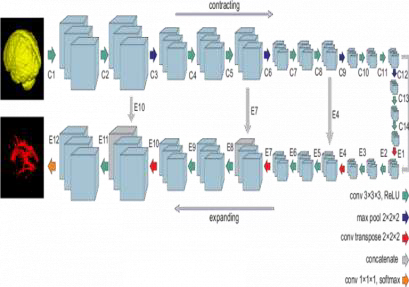 contracting
C1 C2 C3 C4 C5 C6 C7 C8 C9 C10 C11 C12
C13
C14
E10 E7 E4
E12 E11 E10 E9 E8 E7 E6 E5 E4 E3 E2 E1
expanding
conv 3×3×3, ReLU
max pool 2×2×2
conv transpose 2×2×2
concatenate
conv 1×1×1, softmax